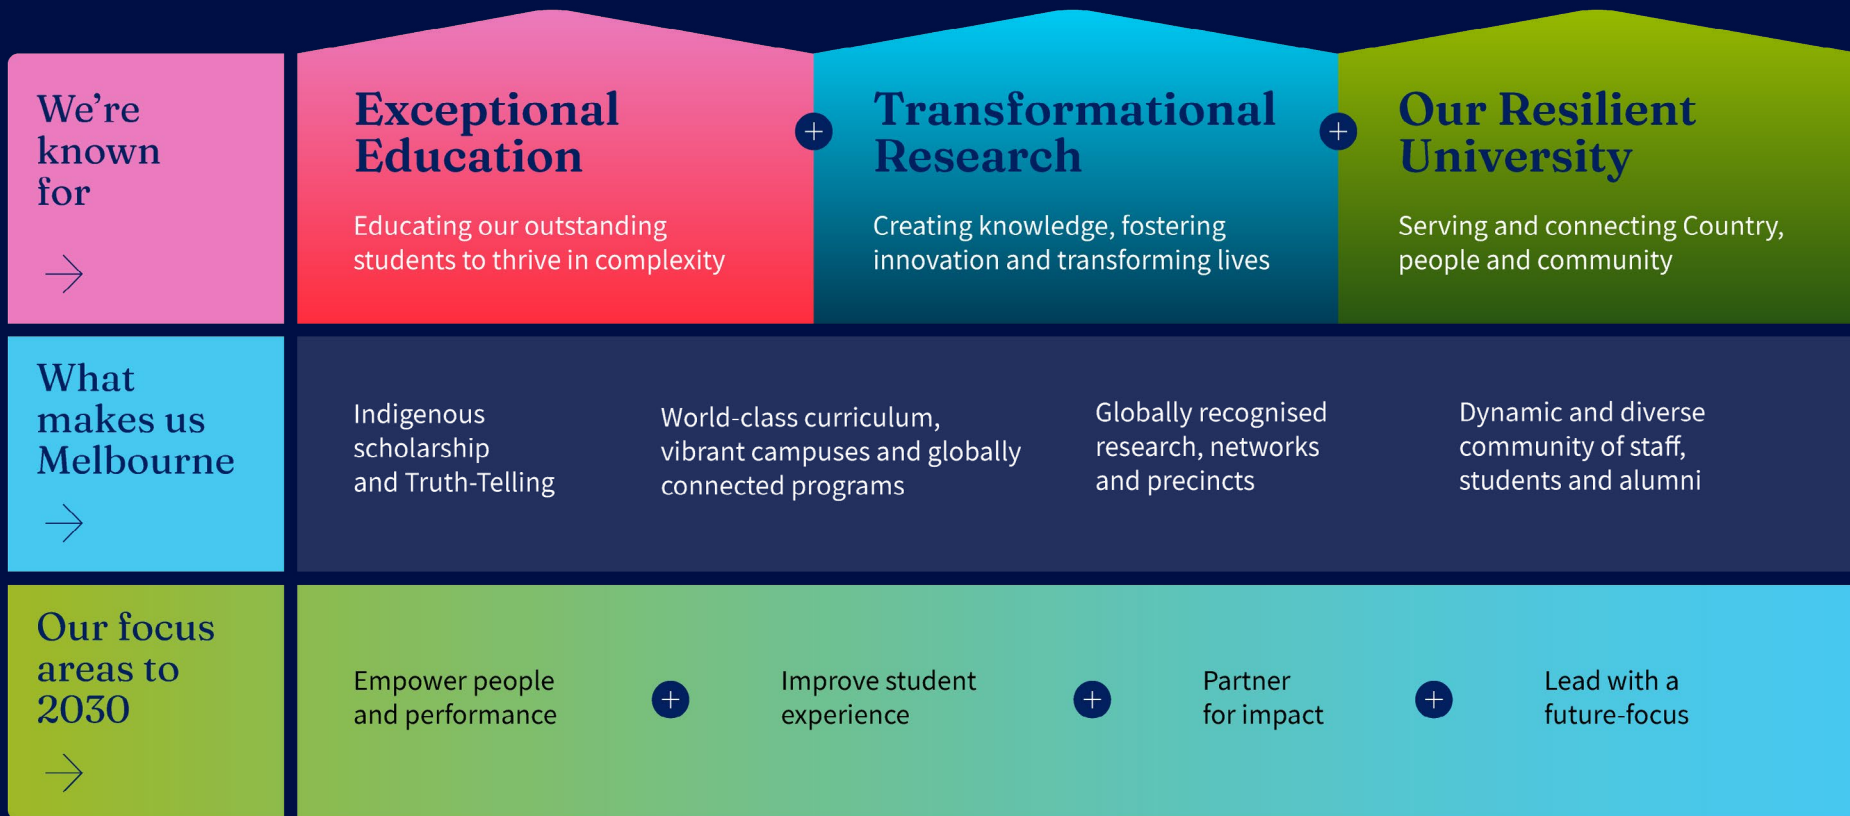 We're
known
for
Exceptional
Education
Educating our outstanding
students to thrive in complexity
Transformational
Research
Creating knowledge, fostering
innovation and transforming lives
Our Resilient
University
Serving and connecting Country,
people and community
What
makes us
Melbourne
Indigenous
scholarship
and Truth-Telling
World-class curriculum,
vibrant campuses and globally
connected programs
Globally recognised
research, networks
and precincts
Dynamic and diverse
community of staff,
students and alumni
Our focus
areas to
2030
Empower people
and performance
Improve student
experience
Partner
for impact
Lead with a
future-focus